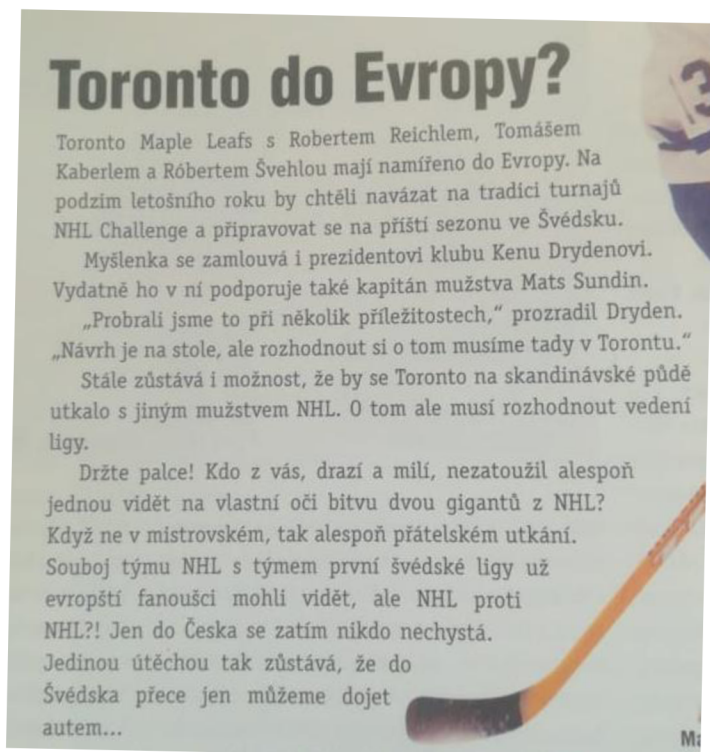 Toronto do Evropy?
Toronto Maple Leafs s Robertem Reichlem, Tomášem
Kaberlem a Róbertem Švehlou mají namířeno do Evropy. Na
podzim letošního roku by chtěli navázat na tradici turnajů
NHL Challenge a připravovat se na příští sezonu ve Švédsku.
Myšlenka se zamlouvá i prezidentovi klubu Kenu Drydenovi.
Vydatně ho v ní podporuje také kapitán mužstva Mats Sundin.
„Probrali jsme to při několik příležitostech,“ prozradil Dryden.
„Návrh je na stole, ale rozhodnout si o tom musíme tady v Torontu.“
Stále zůstává i možnost, že by se Toronto na skandinávské půdě
utkalo s jiným mužstvem NHL. O tom ale musí rozhodnout vedení
ligy.
Držte palce! Kdo z vás, drazí a milí, nezatoužil alespoň
jednou vidět na vlastní oči bitvu dvou gigantů z NHL?
Když ne v mistrovském, tak alespoň přátelském utkání.
Souboj týmu NHL s týmem první švédské ligy už
evropští fanoušci mohli vidět, ale NHL proti
NHL?! Jen do Česka se zatím nikdo nechystá.
Jedinou útěchou tak zůstává, že do
Švédska přece jen můžeme dojet
autem...